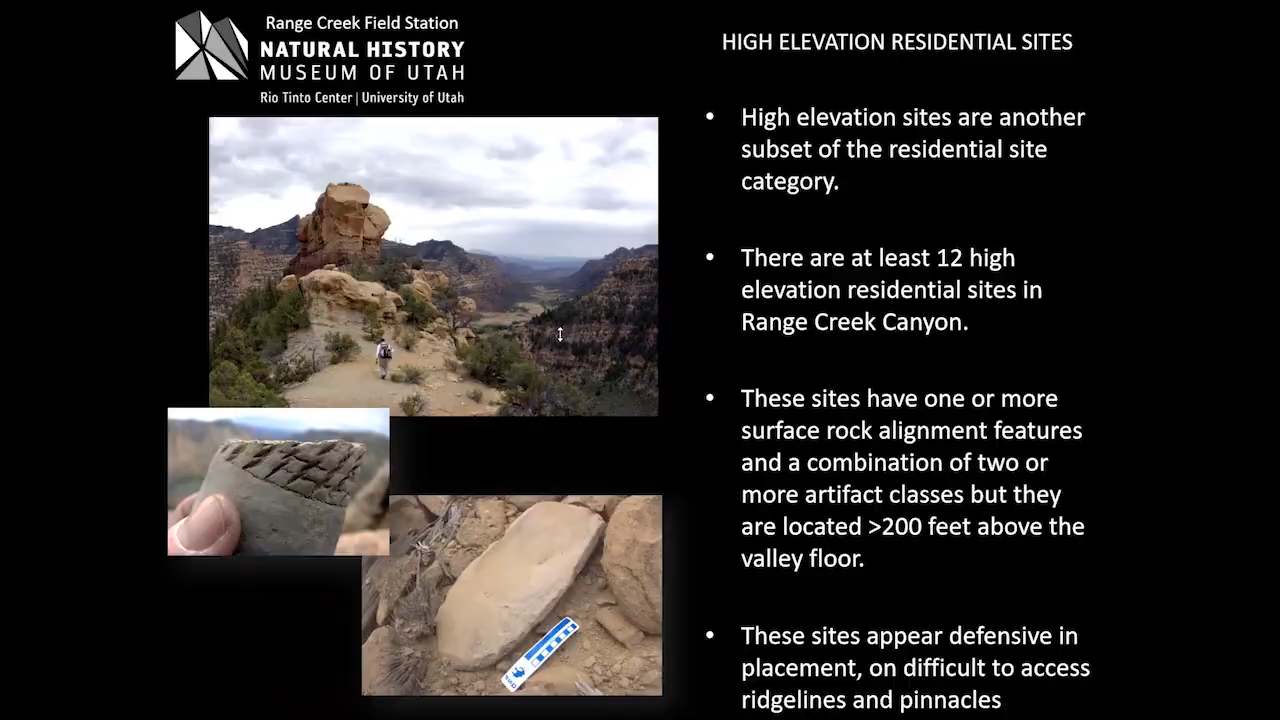 Range Creek Field Station
NATURAL HISTORY
MUSEUM OF UTAH
Rio Tinto Center | University of Utah
HIGH ELEVATION RESIDENTIAL SITES
• High elevation sites are another
subset of the residential site
category.
• There are at least 12 high
elevation residential sites in
Range Creek Canyon.
• These sites have one or more
surface rock alignment features
and a combination of two or
more artifact classes but they
are located >200 feet above the
valley floor.
• These sites appear defensive in
placement, on difficult to access
ridgelines and pinnacles